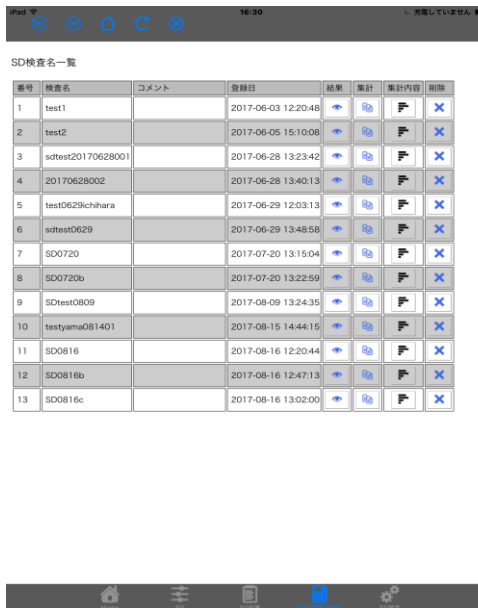 iPad 16:30 充電していません
SD検査名一覧
番号 検査名 コメント 登録日 結果 集計 集計内容 削除
1 test1 2017-06-03 12:20:48
2 test2 2017-06-05 15:10:08
3 sdtest20170628001 2017-06-28 13:23:42
4 20170628002 2017-06-28 13:40:13
5 test0629ichihara 2017-06-29 12:03:13
6 sdtest0629 2017-06-29 13:48:58
7 SD0720 2017-07-20 13:15:04
8 SD0720b 2017-07-20 13:22:59
9 SDtest0809 2017-08-09 13:24:35
10 testyama081401 2017-08-15 14:44:15
11 SD0816 2017-08-16 12:20:44
12 SD0816b 2017-08-16 12:47:13
13 SD0816c 2017-08-16 13:02:00